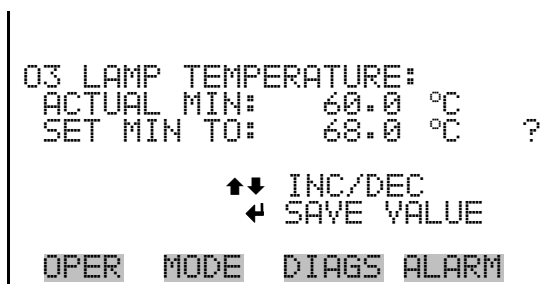 O3 LAMP TEMPERATURE:
ACTUAL MIN: 60.0 °C
SET MIN TO: 68.0 °C ?
⬆⬇ INC/DEC
↵ SAVE VALUE
OPER MODE DIAGS ALARM